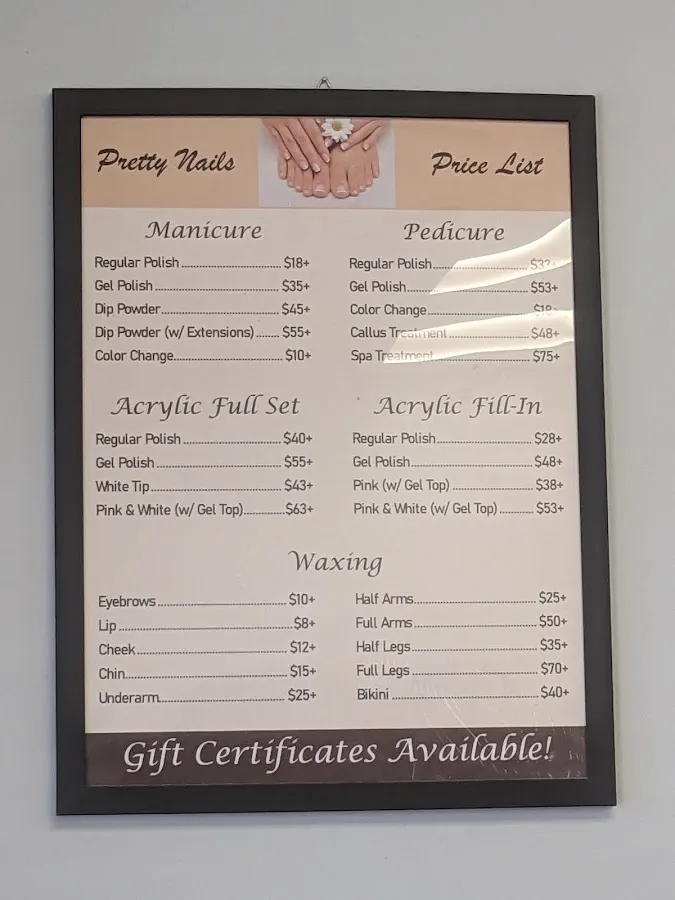 Pretty Nails
Price List
Manicure
Regular Polish $18+
Gel Polish $35+
Dip Powder $45+
Dip Powder (w/ Extensions) $55+
Color Change $10+
Pedicure
Regular Polish
Gel Polish $53+
Color Change
Callus Treatment $48+
Spa Treatment $75+
Acrylic Full Set
Regular Polish $40+
Gel Polish $55+
White Tip $43+
Pink & White (w/ Gel Top) $63+
Acrylic Fill-In
Regular Polish $28+
Gel Polish $48+
Pink (w/ Gel Top) $38+
Pink & White (w/ Gel Top) $53+
Waxing
Eyebrows $10+
Lip $8+
Cheek $12+
Chin $15+
Underarm $25+
Half Arms $25+
Full Arms $50+
Half Legs $35+
Full Legs $70+
Bikini $40+
Gift Certificates Available!